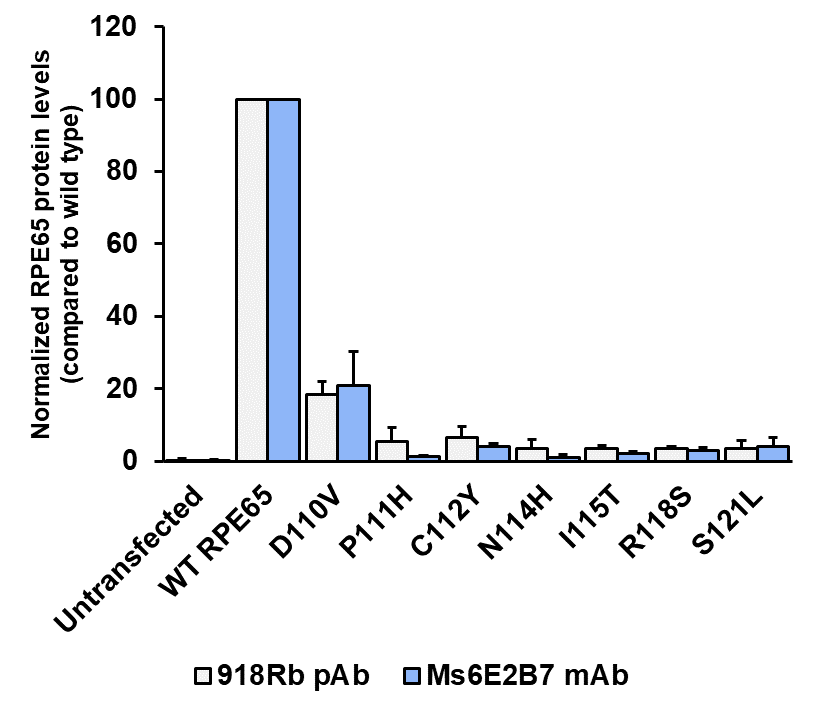 Normalized RPE65 protein levels
(compared to wild type)
120
100
80
60
40
20
0
Untransfected
WT RPE65
D110V
P111H
C112Y
N114H
I115T
R118S
S121L
918Rb pAb
Ms6E2B7 mAb